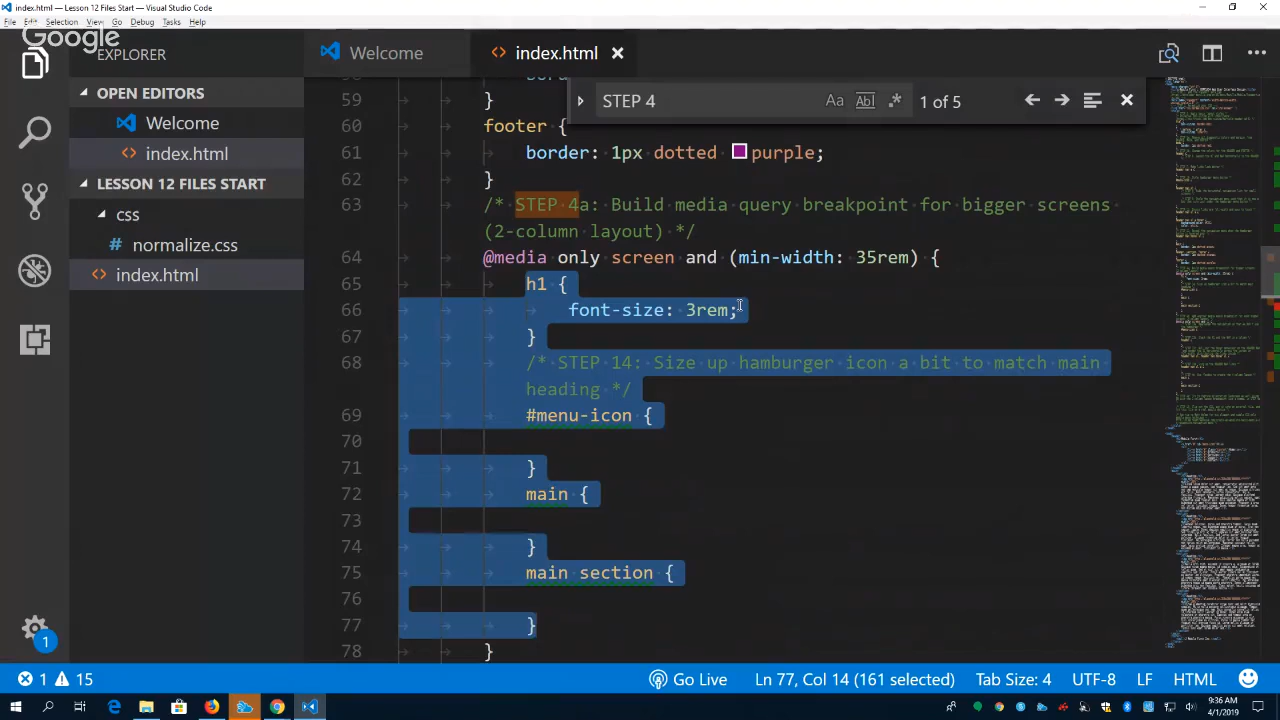 index.html — Lesson 12 Files Start — Visual Studio Code
File Edit Selection View Go Debug Tasks Help
Google
EXPLORER
Welcome
index.html
OPEN EDITORS
Welcome
index.html
LESSON 12 FILES START
css
normalize.css
index.html
1
STEP 4
Aa Abl .* 1 of 5
58
59 }
60 footer {
61 border: 1px dotted purple;
62 }
63 /* STEP 4a: Build media query breakpoint for bigger screens
(2-column layout) */
64 @media only screen and (min-width: 35rem) {
65 h1 {
66 font-size: 3rem;
67 }
68 /* STEP 14: Size up hamburger icon a bit to match main
heading */
69 #menu-icon {
70
71 }
72 main {
73
74 }
75 main section {
76
77 }
78 }
1 15 Go Live Ln 77, Col 14 (161 selected) Tab Size: 4 UTF-8 LF HTML
9:36 AM
4/1/2019